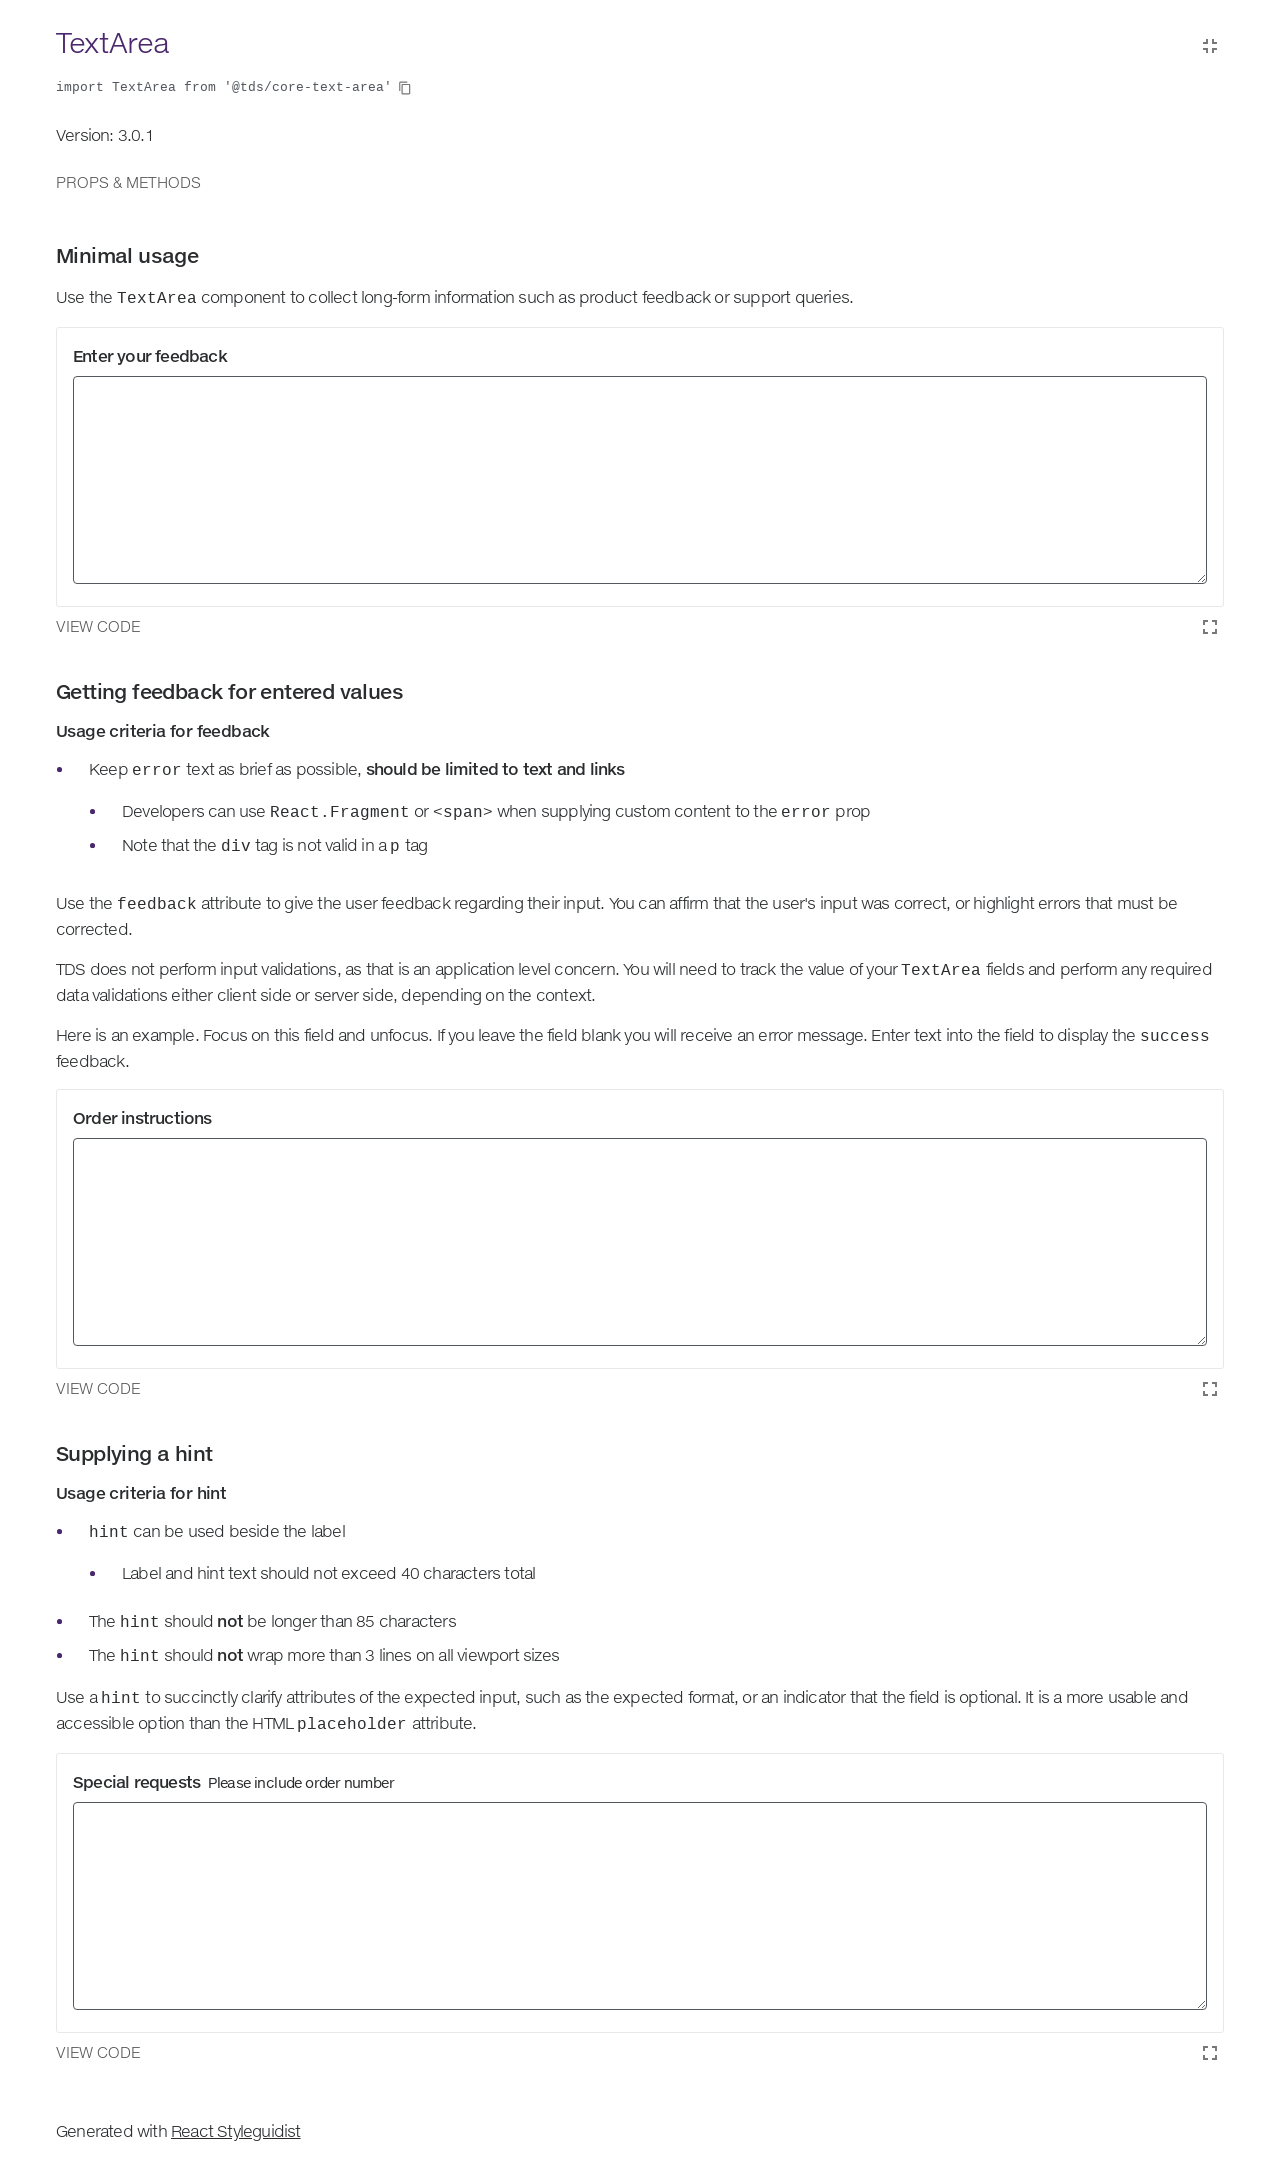 TextArea
import TextArea from '@tds/core-text-area'
Version: 3.0.1
PROPS & METHODS
Minimal usage
Use the TextArea component to collect long-form information such as product feedback or support queries.
Enter your feedback
VIEW CODE
Getting feedback for entered values
Usage criteria for feedback
Keep error text as brief as possible, should be limited to text and links
Developers can use React.Fragment or <span> when supplying custom content to the error prop
Note that the div tag is not valid in a p tag
Use the feedback attribute to give the user feedback regarding their input. You can affirm that the user's input was correct, or highlight errors that must be
corrected.
TDS does not perform input validations, as that is an application level concern. You will need to track the value of your TextArea fields and perform any required
data validations either client side or server side, depending on the context.
Here is an example. Focus on this field and unfocus. If you leave the field blank you will receive an error message. Enter text into the field to display the success
feedback.
Order instructions
VIEW CODE
Supplying a hint
Usage criteria for hint
hint can be used beside the label
Label and hint text should not exceed 40 characters total
The hint should not be longer than 85 characters
The hint should not wrap more than 3 lines on all viewport sizes
Use a hint to succinctly clarify attributes of the expected input, such as the expected format, or an indicator that the field is optional. It is a more usable and
accessible option than the HTML placeholder attribute.
Special requests Please include order number
VIEW CODE
Generated with React Styleguidist